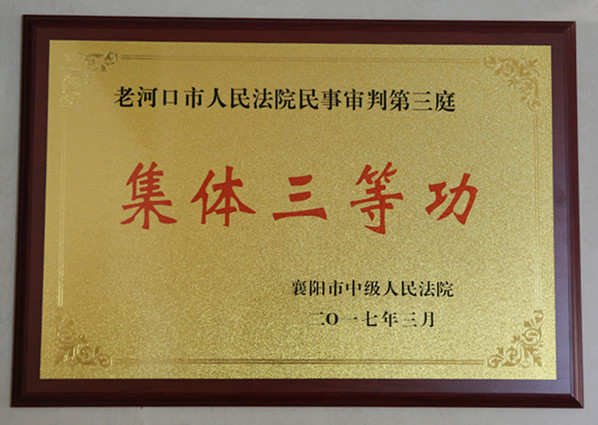 老河口市人民法院民事审判第三庭
集体三等功
襄阳市中级人民法院
二〇一七年三月